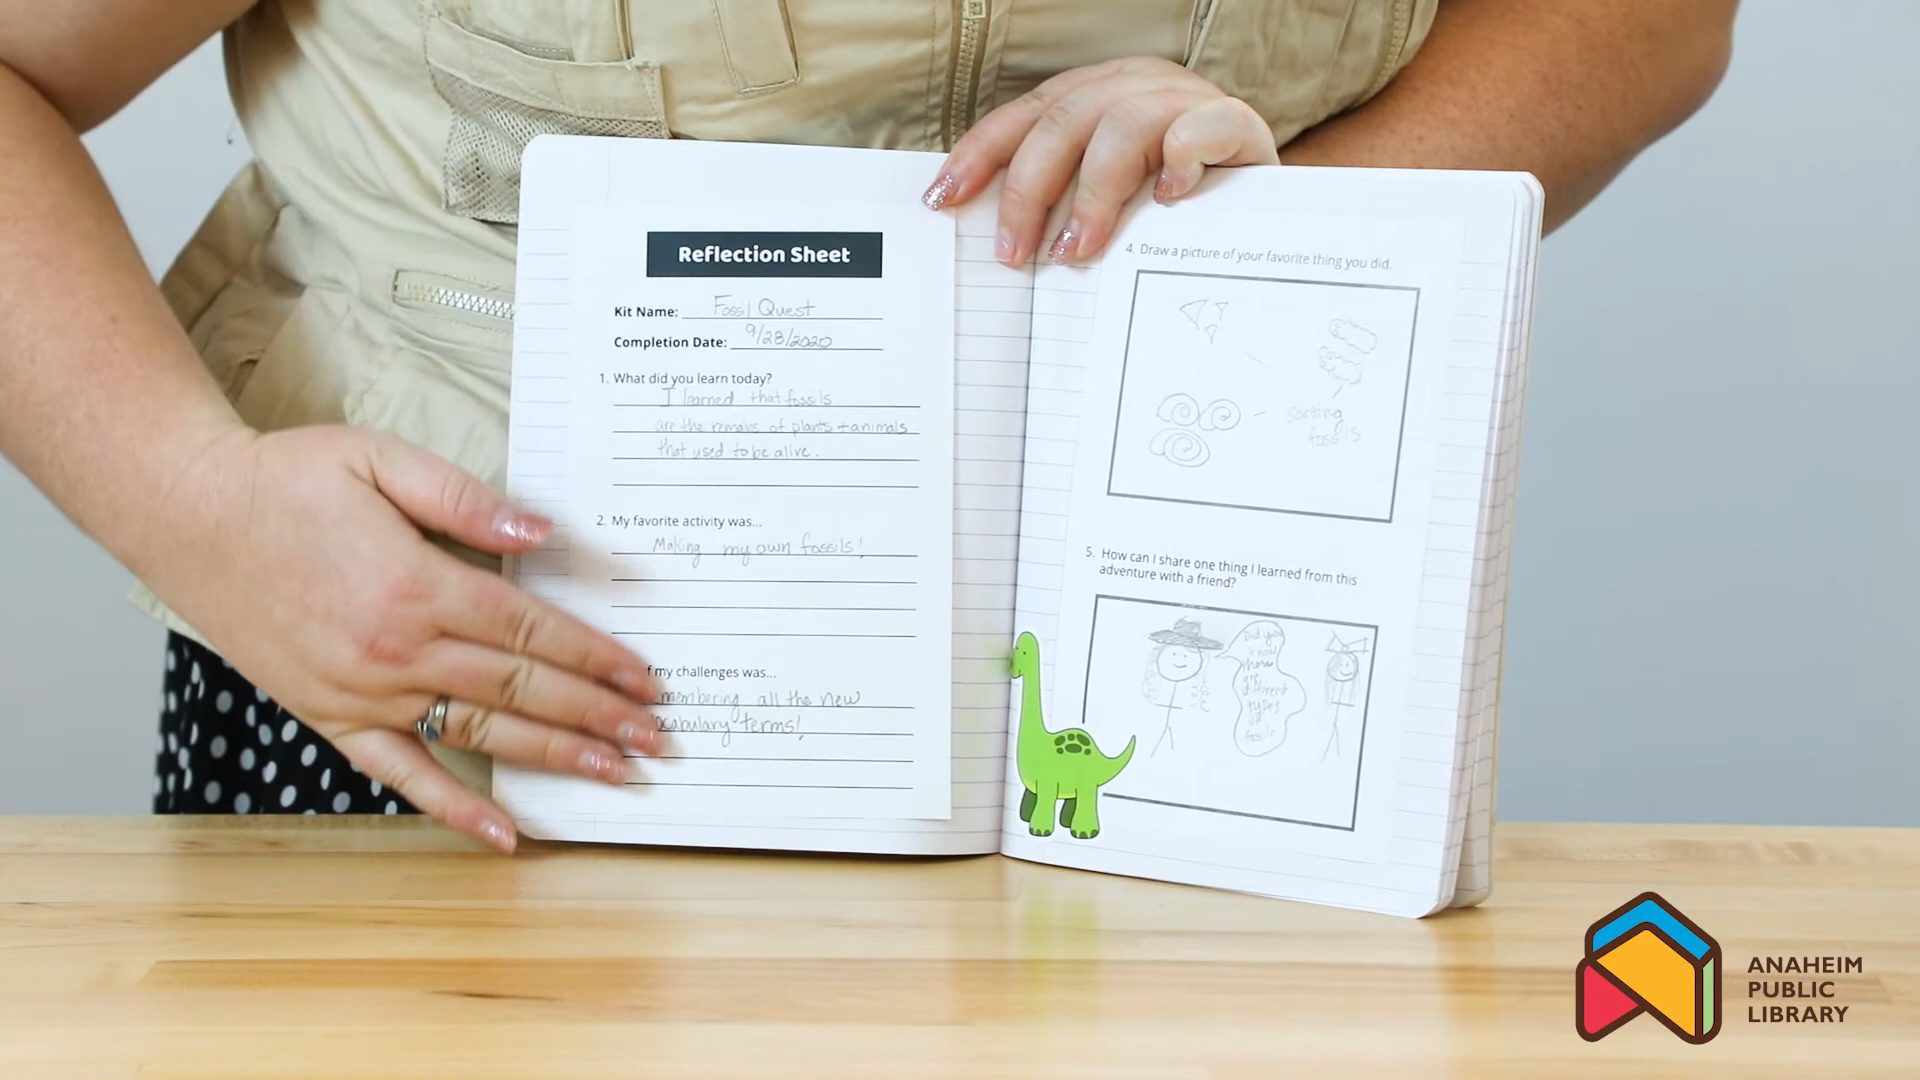 Reflection Sheet
Kit Name: Fossil Quest
Completion Date: 9/28/2020
1. What did you learn today?
I learned that fossils
are the remains of plants + animals
that used to be alive.
2. My favorite activity was...
Making my own fossils!
my challenges was...
all the new
terms!
4. Draw a picture of your favorite thing you did.
Sorting
fossils
5. How can I share one thing I learned from this
adventure with a friend?
Did you
know
there
are
different
types
of
fossils
ANAHEIM
PUBLIC
LIBRARY